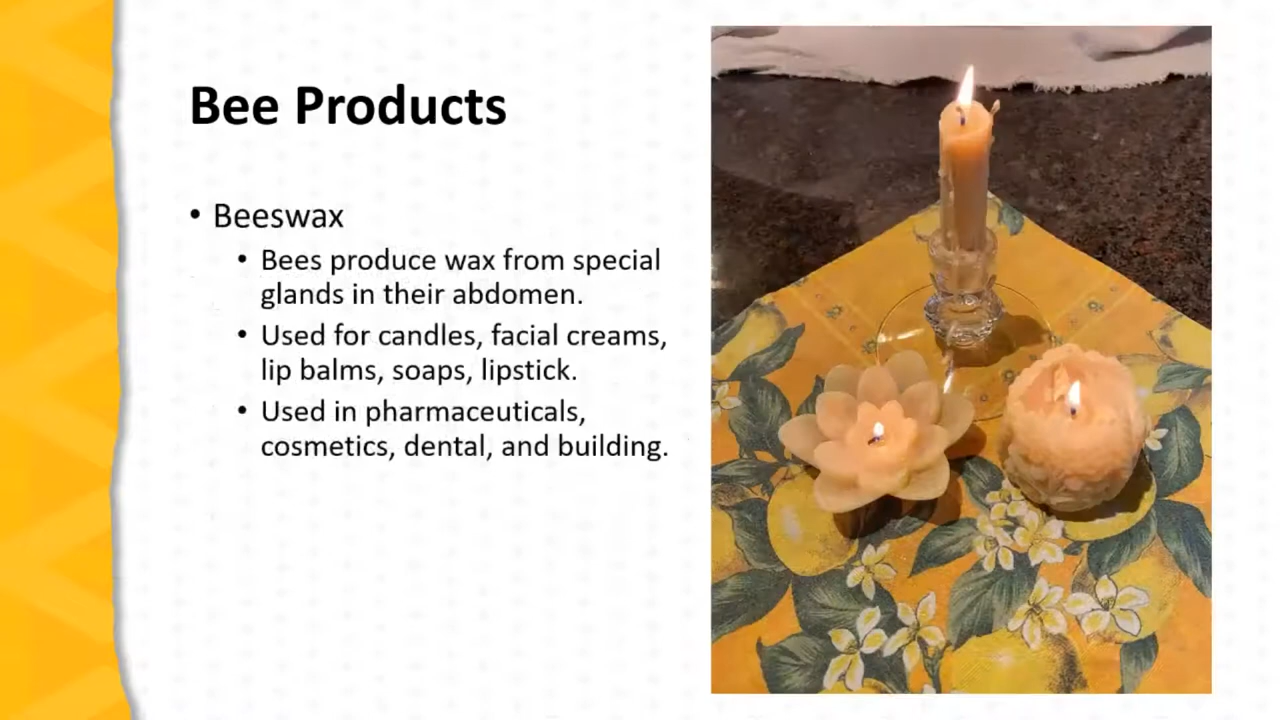 Bee Products
• Beeswax
• Bees produce wax from special
glands in their abdomen.
• Used for candles, facial creams,
lip balms, soaps, lipstick.
• Used in pharmaceuticals,
cosmetics, dental, and building.